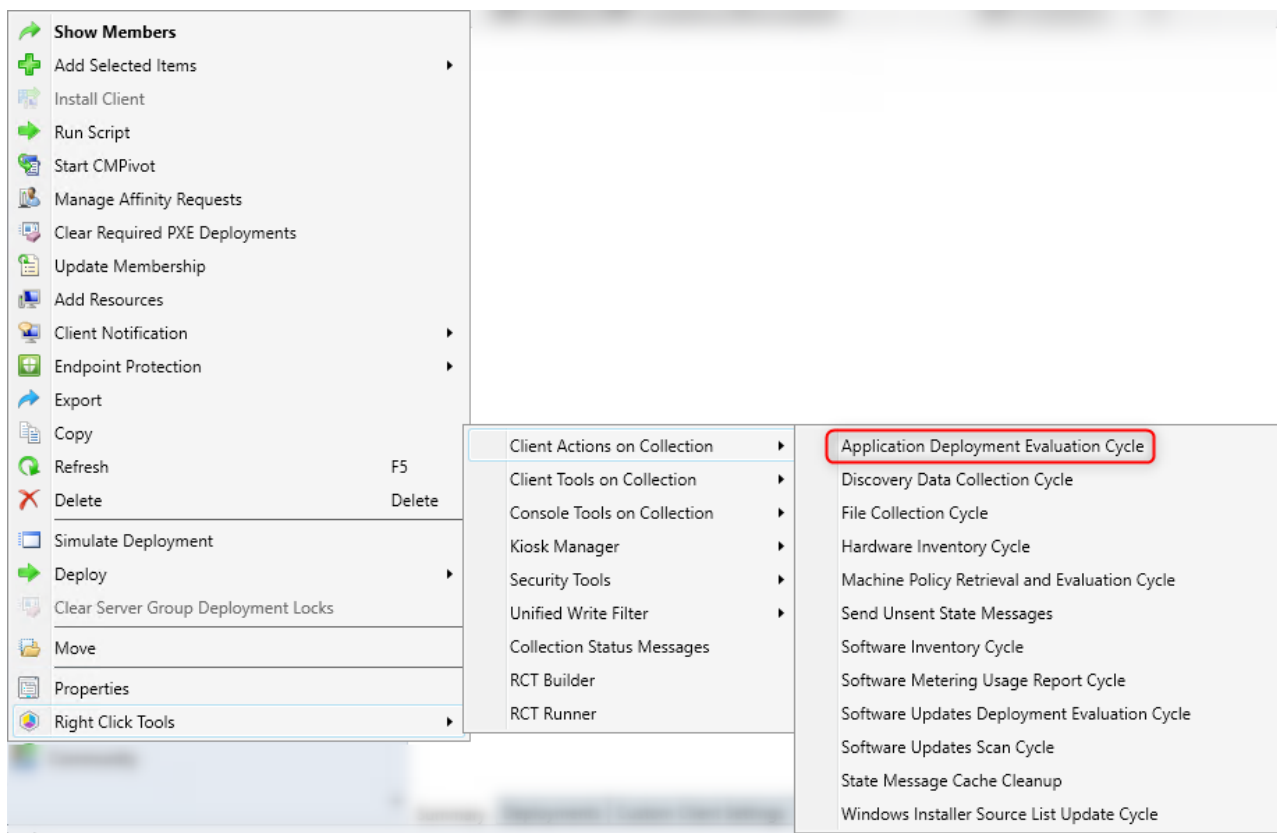 Show Members
Add Selected Items
Install Client
Run Script
Start CMPivot
Manage Affinity Requests
Clear Required PXE Deployments
Update Membership
Add Resources
Client Notification
Endpoint Protection
Export
Copy
Refresh F5
Delete Delete
Simulate Deployment
Deploy
Clear Server Group Deployment Locks
Move
Properties
Right Click Tools
Client Actions on Collection
Client Tools on Collection
Console Tools on Collection
Kiosk Manager
Security Tools
Unified Write Filter
Collection Status Messages
RCT Builder
RCT Runner
Application Deployment Evaluation Cycle
Discovery Data Collection Cycle
File Collection Cycle
Hardware Inventory Cycle
Machine Policy Retrieval and Evaluation Cycle
Send Unsent State Messages
Software Inventory Cycle
Software Metering Usage Report Cycle
Software Updates Deployment Evaluation Cycle
Software Updates Scan Cycle
State Message Cache Cleanup
Windows Installer Source List Update Cycle